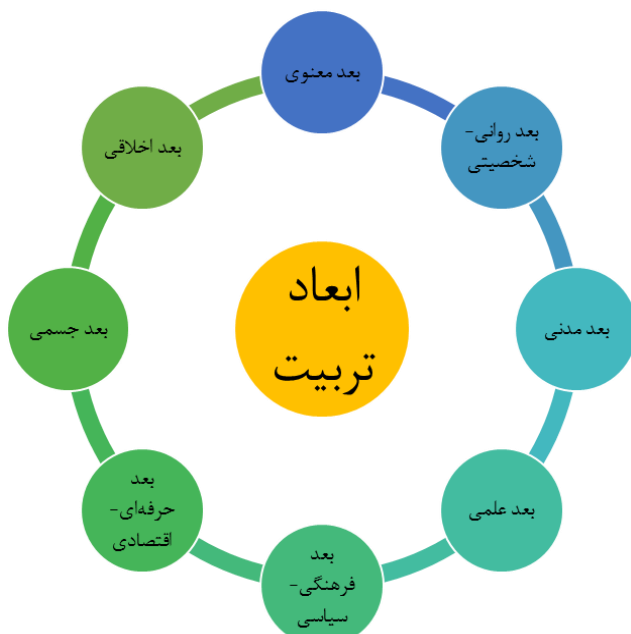 ابعاد
تربیت
بعد معنوی
بعد روانی-
شخصیتی
بعد مدنی
بعد علمی
بعد
فرهنگی-
سیاسی
بعد
حرفه‌ای-
اقتصادی
بعد جسمی
بعد اخلاقی